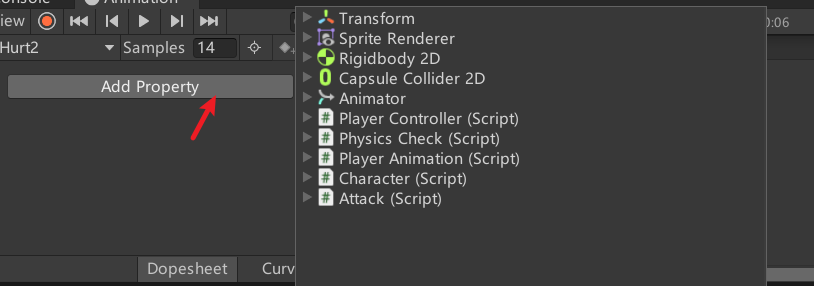 Animation
iew
Hurt2 Samples 14
Add Property
Transform
Sprite Renderer
Rigidbody 2D
Capsule Collider 2D
Animator
Player Controller (Script)
Physics Check (Script)
Player Animation (Script)
Character (Script)
Attack (Script)
0:06
Dopesheet Curv